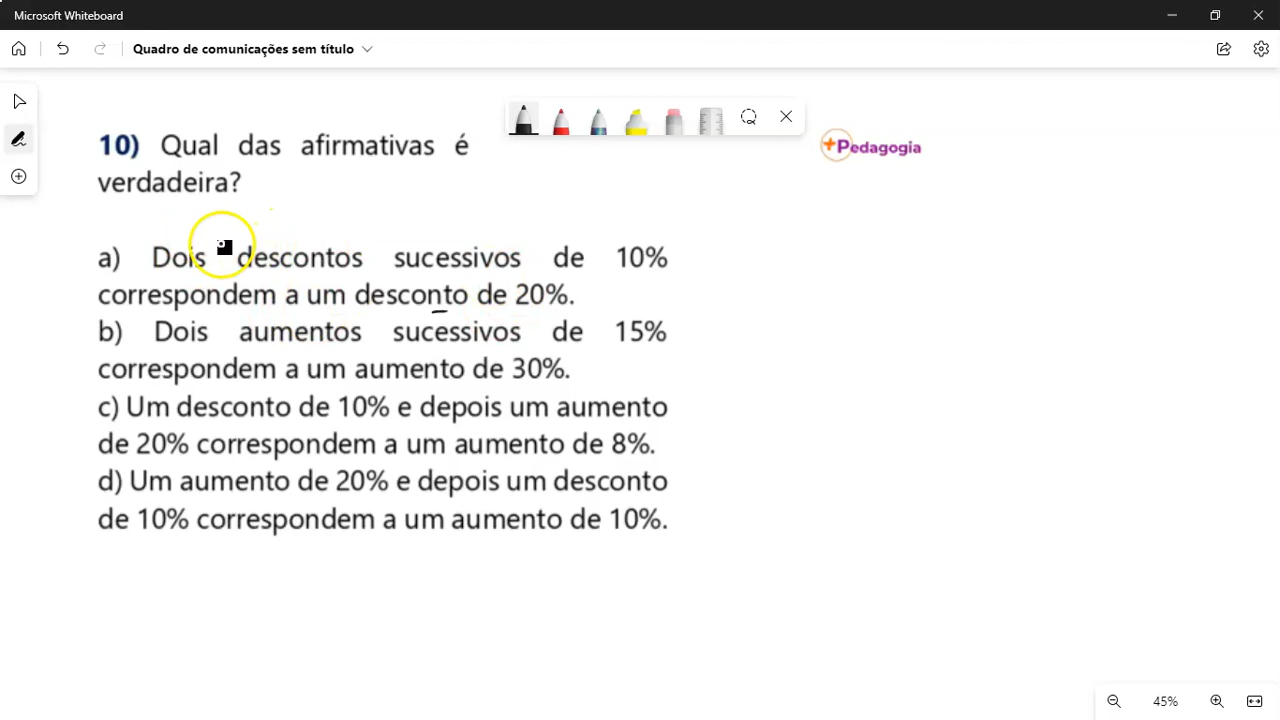 Microsoft Whiteboard
Quadro de comunicações sem título
10) Qual das afirmativas é
verdadeira?
+Pedagogia
a) Dois descontos sucessivos de 10%
correspondem a um desconto de 20%.
b) Dois aumentos sucessivos de 15%
correspondem a um aumento de 30%.
c) Um desconto de 10% e depois um aumento
de 20% correspondem a um aumento de 8%.
d) Um aumento de 20% e depois um desconto
de 10% correspondem a um aumento de 10%.
45%